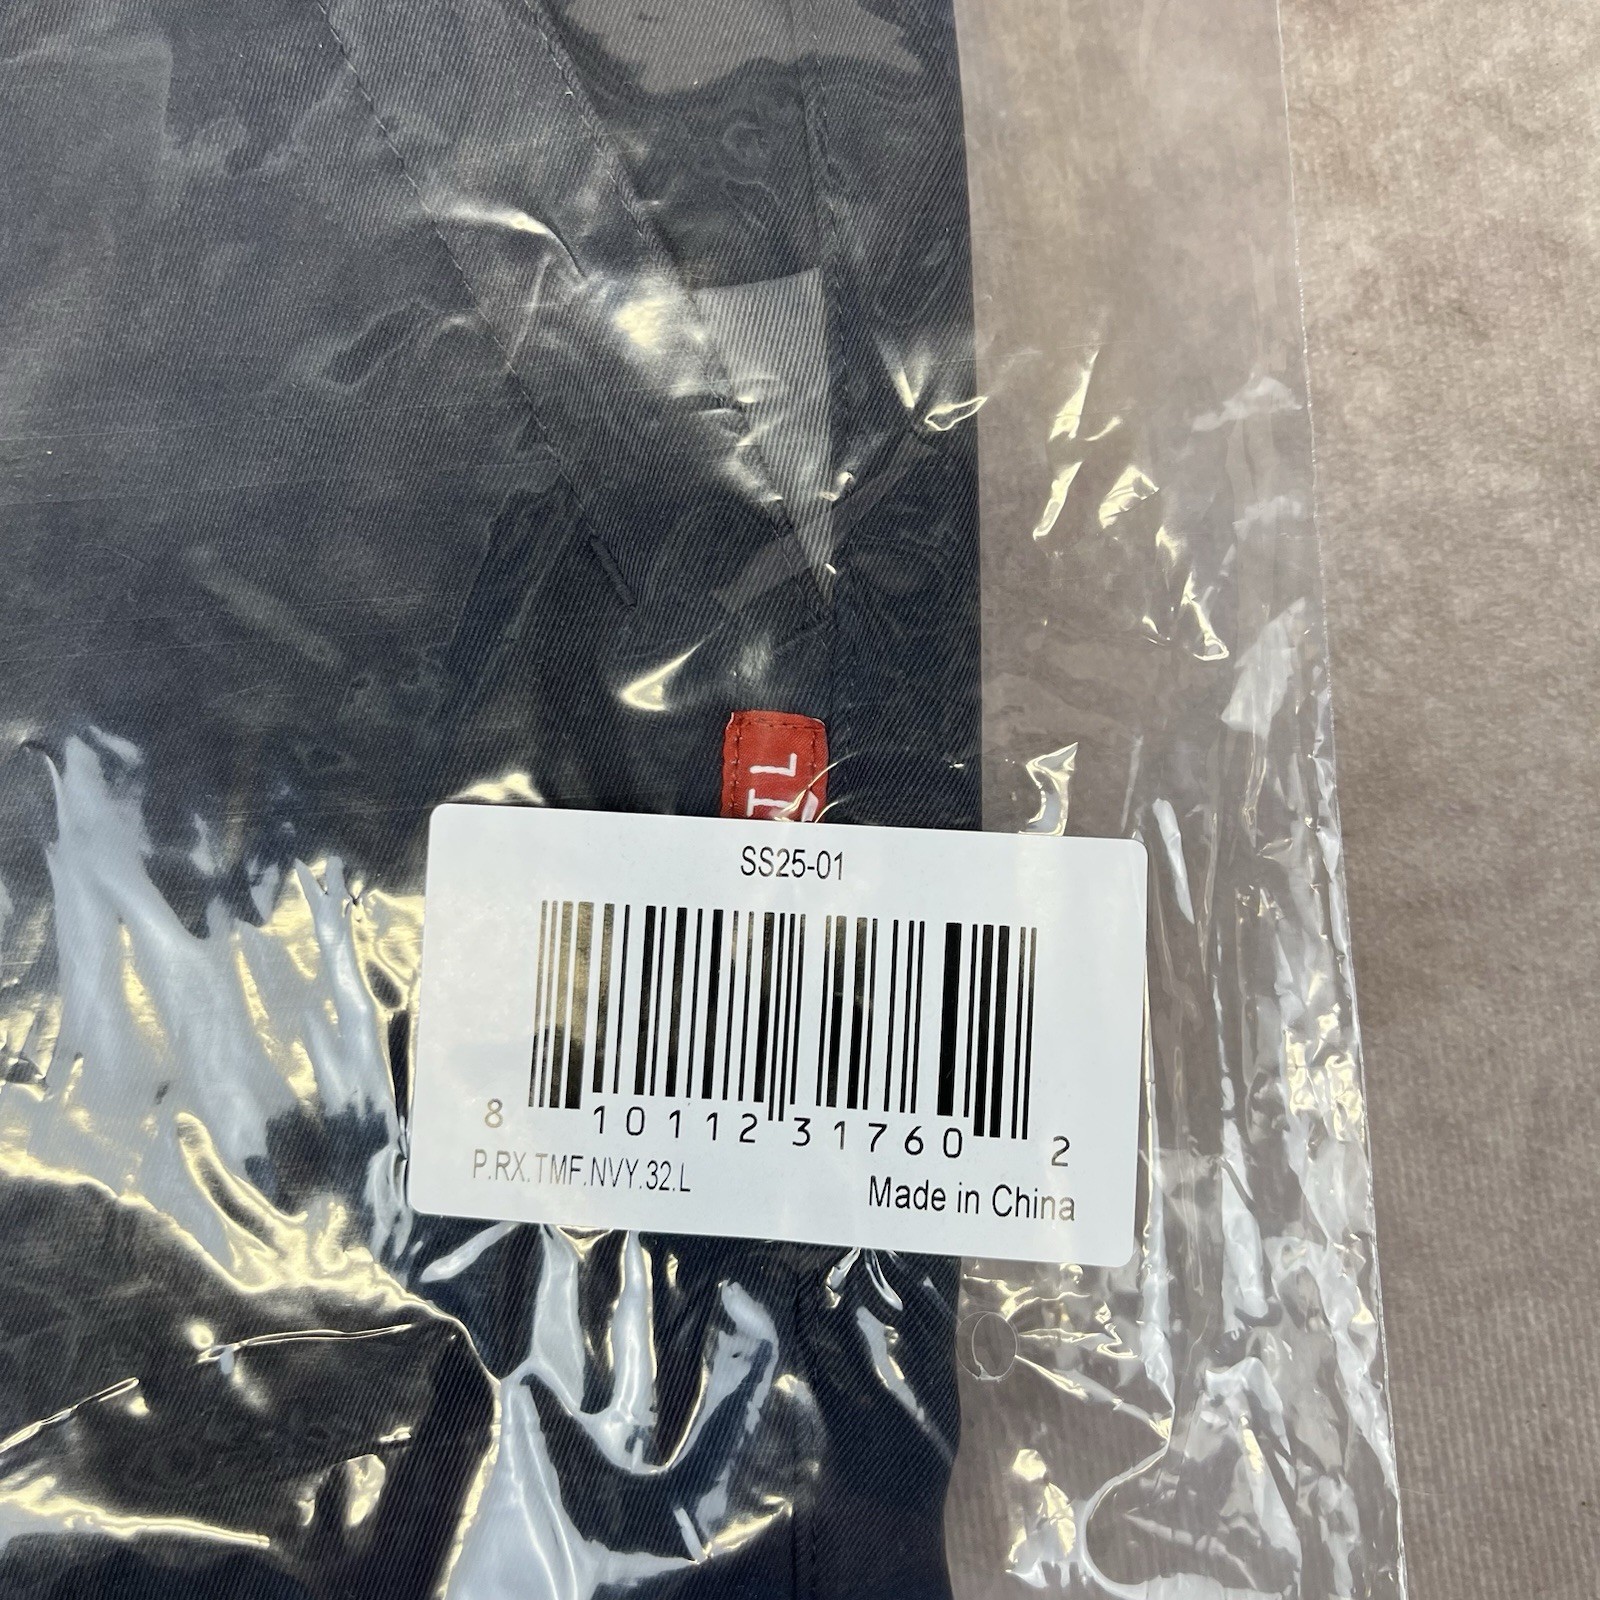 SS25-01
8 10112 31760 2
P.RX.TMF.NVY.32.L
Made in China